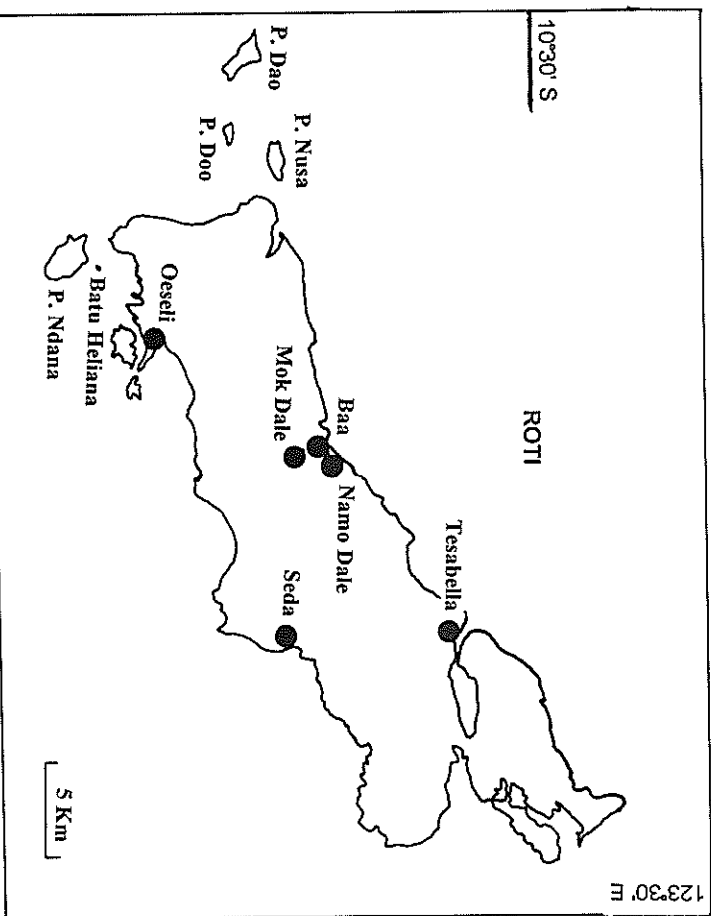 123°30' E
10°30' S
ROTI
Tesabella
Baa
Namo Dale
P. Nusa
Seda
Mok Dale
P. Dao
P. Doo
Oeseli
Batu Heliana
P. Ndana
5 Km